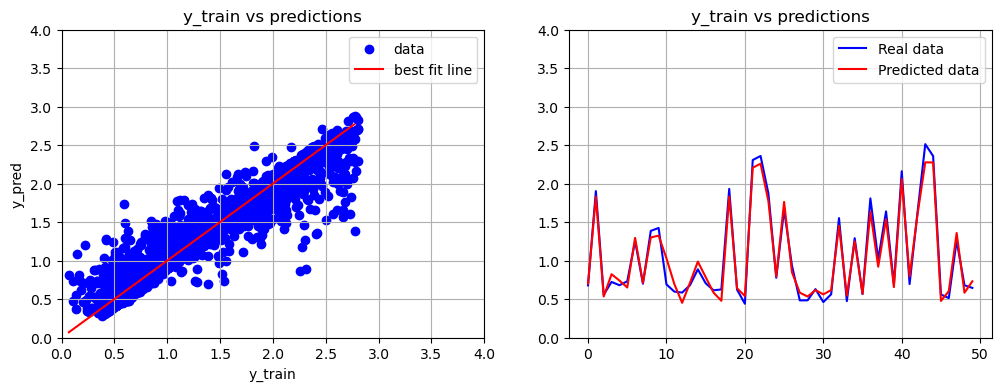 y_train vs predictions
4.0
3.5
3.0
2.5
2.0
1.5
1.0
0.5
0.0
y_pred
data
best fit line
0.0 0.5 1.0 1.5 2.0 2.5 3.0 3.5 4.0
y_train
y_train vs predictions
4.0
3.5
3.0
2.5
2.0
1.5
1.0
0.5
0.0
Real data
Predicted data
0 10 20 30 40 50